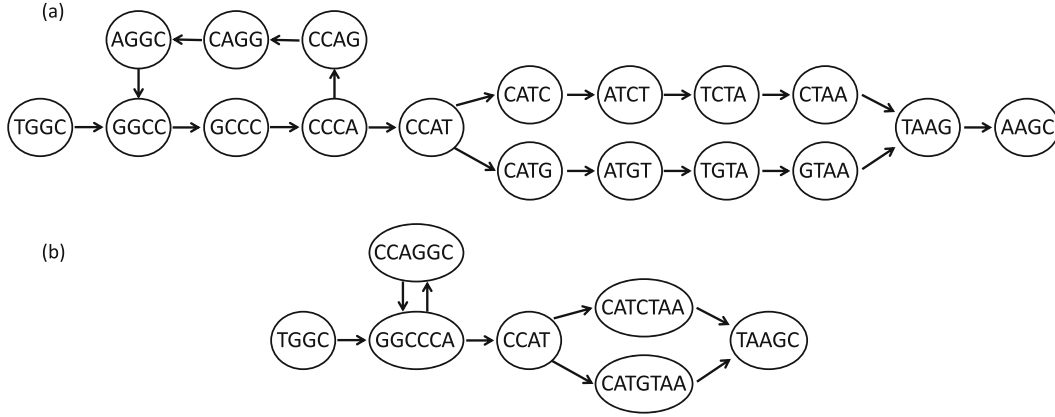 (a)
AGGC CAGG CCAG
CATC ATCT TCTA CTAA
TGGC GGCC GCCC CCCA CCAT TAAG AAGC
CATG ATGT TGTA GTAA
(b)
CCAGGC
CATCTAA
TGGC GGCCCA CCAT TAAGC
CATGTAA